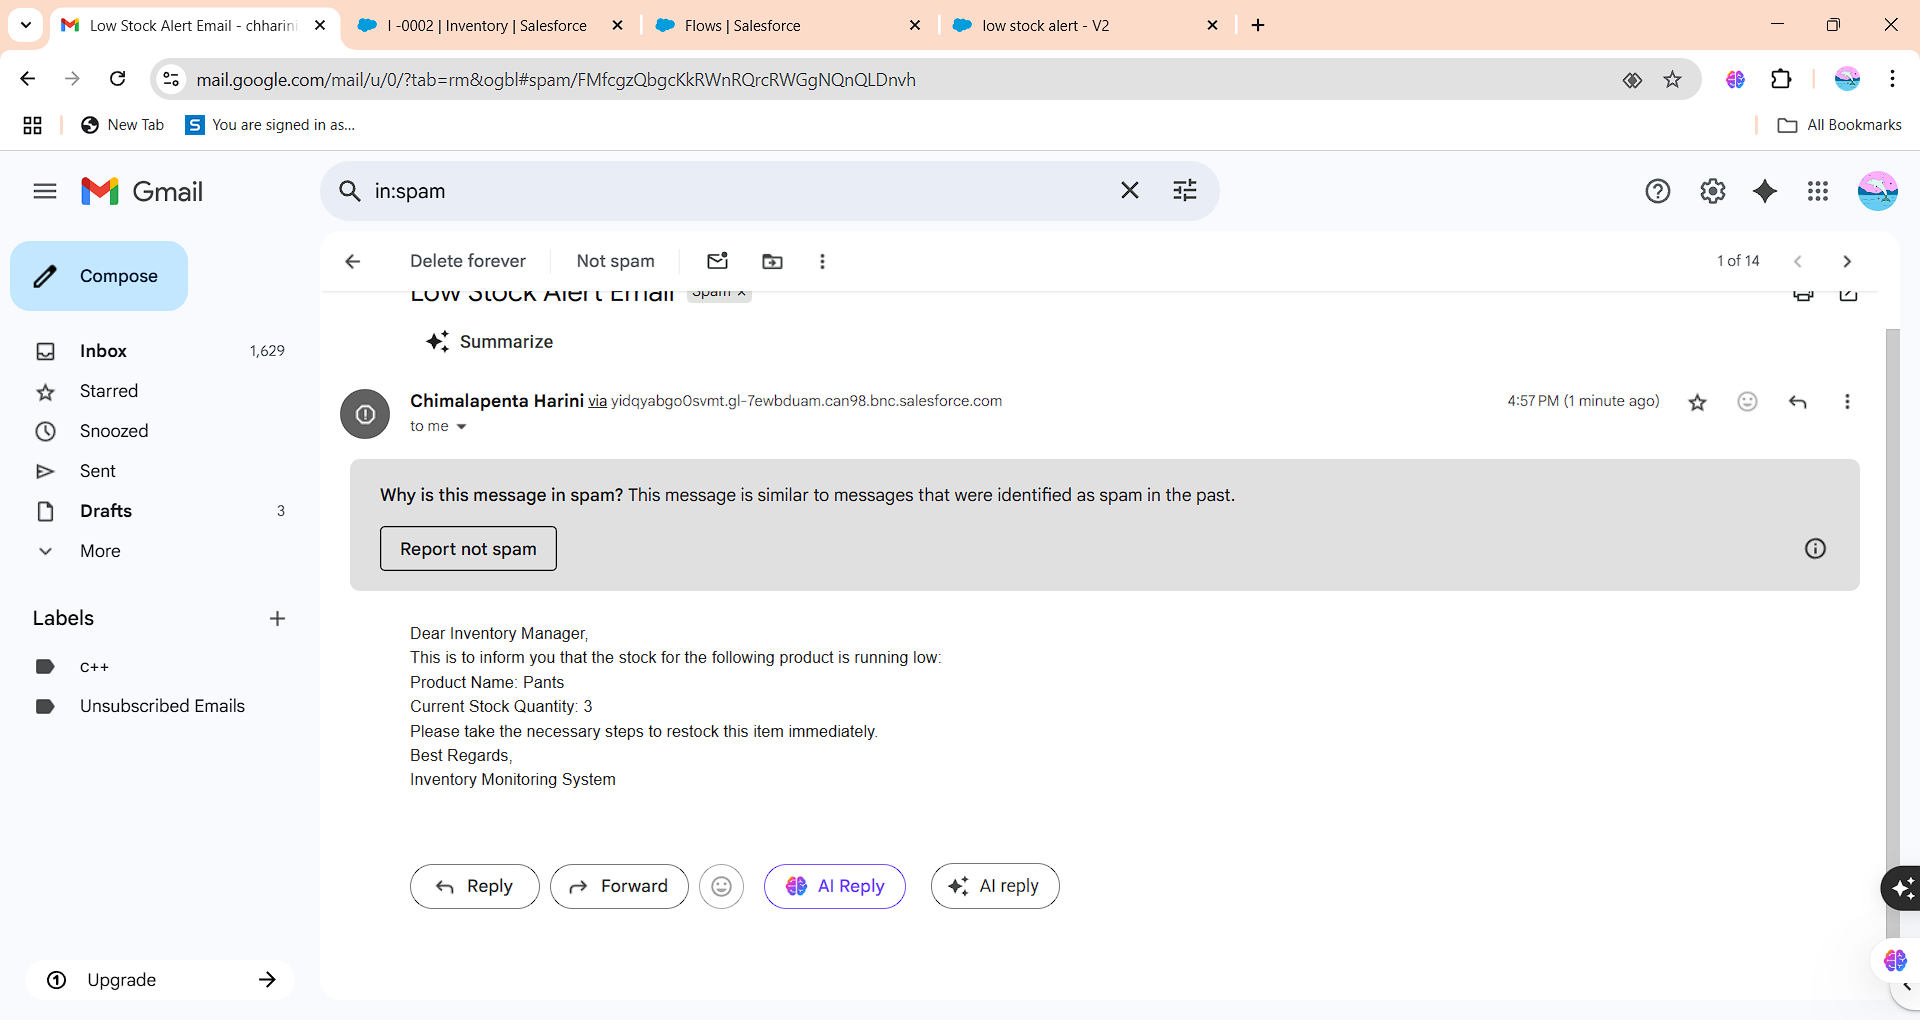 Low Stock Alert Email - chharini
I -0002 | Inventory | Salesforce
Flows | Salesforce
low stock alert - V2
mail.google.com/mail/u/0/?tab=rm&ogbl#spam/FMfcgzQbgcKkRWnRQrcRWGgNQnQLDnvh
New Tab
S
You are signed in as...
All Bookmarks
Gmail
in:spam
Compose
Delete forever
Not spam
1 of 14
Low Stock Alert Email
Spam ×
Summarize
Inbox 1,629
Starred
Snoozed
Sent
Drafts 3
More
Labels
c++
Unsubscribed Emails
Chimalapenta Harini via yidqyabgo0svmt.gl-7ewbduam.can98.bnc.salesforce.com
4:57 PM (1 minute ago)
to me
Why is this message in spam? This message is similar to messages that were identified as spam in the past.
Report not spam
Dear Inventory Manager,
This is to inform you that the stock for the following product is running low:
Product Name: Pants
Current Stock Quantity: 3
Please take the necessary steps to restock this item immediately.
Best Regards,
Inventory Monitoring System
Reply
Forward
AI Reply
AI reply
Upgrade